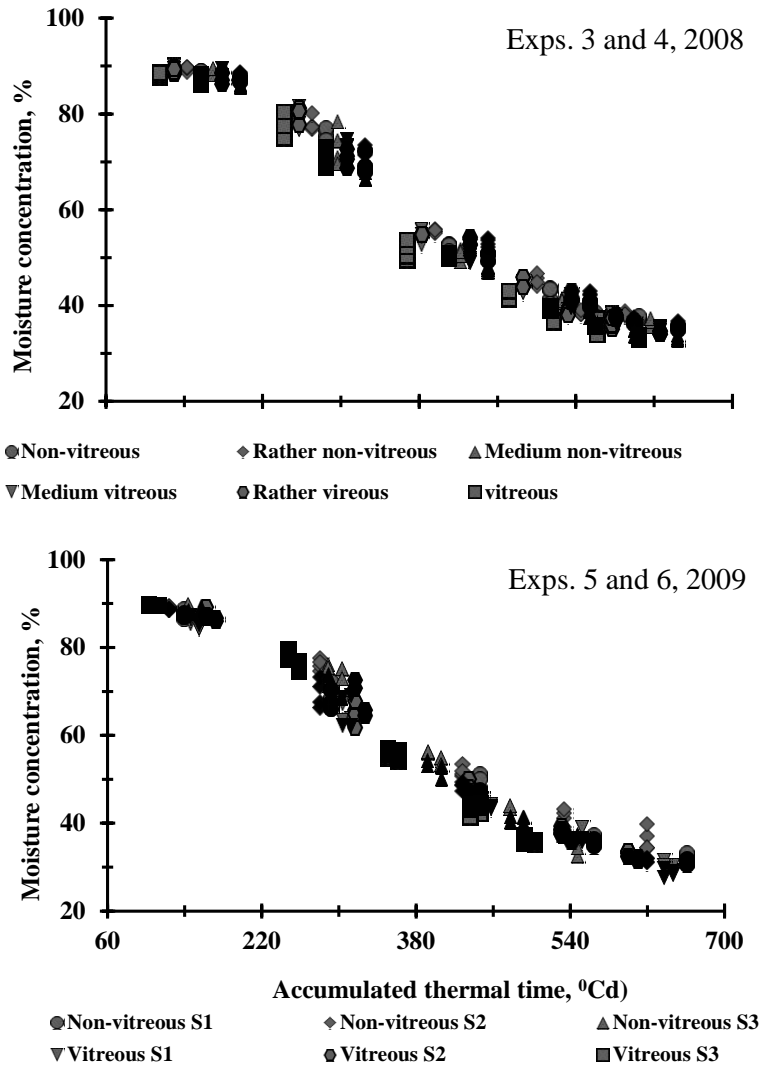 Exps. 3 and 4, 2008
Moisture concentration, %
100
80
60
40
20
Non-vitreous
Rather non-vitreous
Medium non-vitreous
Medium vitreous
Rather vireous
vitreous
Exps. 5 and 6, 2009
Moisture concentration, %
100
80
60
40
20
60 220 380 540 700
Accumulated thermal time, ⁰Cd)
Non-vitreous S1
Non-vitreous S2
Non-vitreous S3
Vitreous S1
Vitreous S2
Vitreous S3